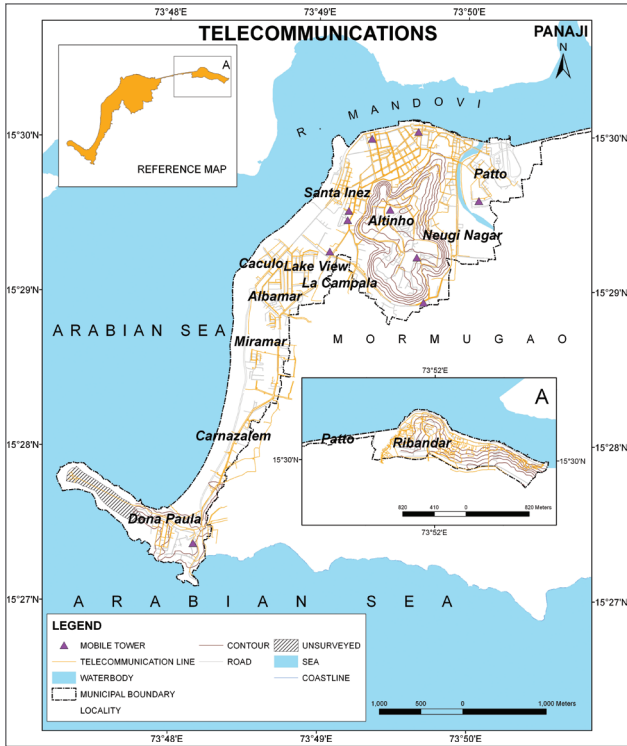 73°48'E 73°49'E 73°50'E
TELECOMMUNICATIONS
PANAJI
N
A
REFERENCE MAP
R. MANDOVI
15°30'N 15°30'N
Patto
Santa Inez
Altinho
Neugi Nagar
Caculo
Lake View
La Campala
15°29'N 15°29'N
Albamar
ARABIAN SEA
MORMUGAO
Miramar
73°52'E
A
Carnazalem
Patto
Ribandar
15°28'N 15°28'N
15°30'N 15°30'N
820 410 0 820 Meters
73°52'E
Dona Paula
ARABIAN SEA
15°27'N 15°27'N
LEGEND
MOBILE TOWER
TELECOMMUNICATION LINE
WATERBODY
MUNICIPAL BOUNDARY
LOCALITY
CONTOUR
ROAD
UNSURVEYED
SEA
COASTLINE
1,000 500 0 1,000 Meters
73°48'E 73°49'E 73°50'E